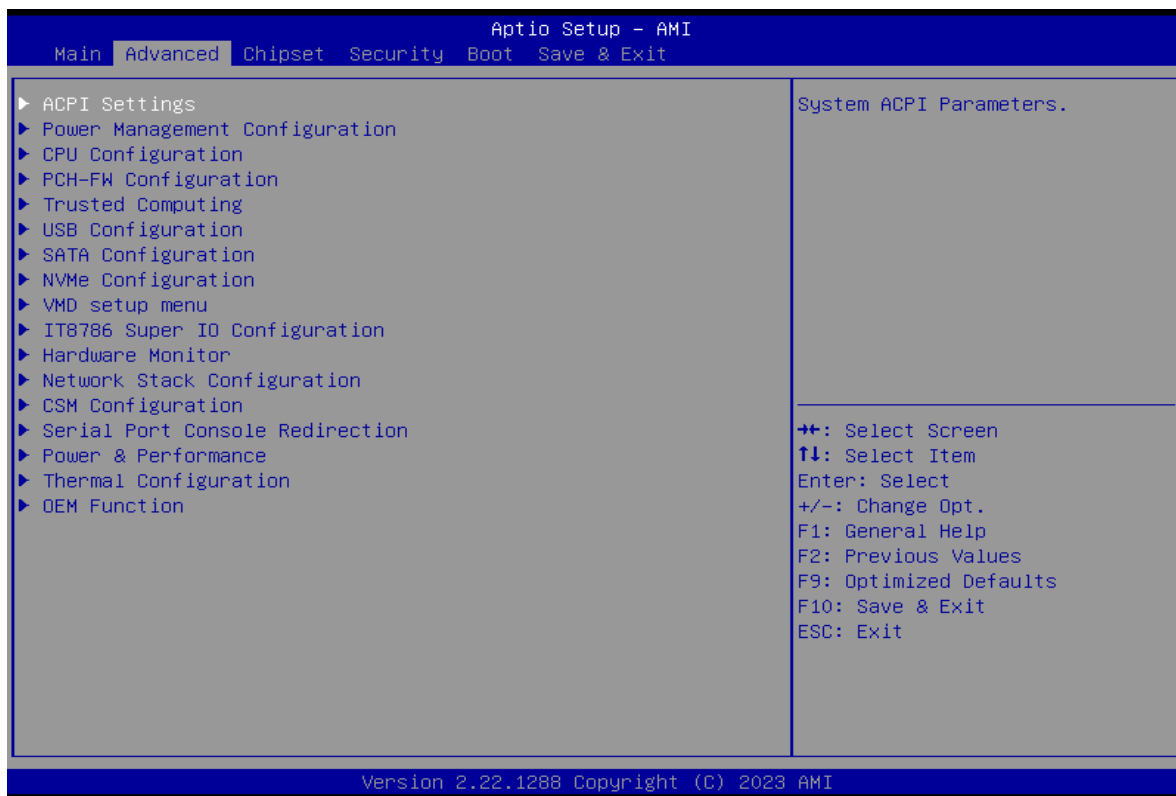 Aptio Setup – AMI
Main Advanced Chipset Security Boot Save & Exit
▶ ACPI Settings
▶ Power Management Configuration
▶ CPU Configuration
▶ PCH-FW Configuration
▶ Trusted Computing
▶ USB Configuration
▶ SATA Configuration
▶ NVMe Configuration
▶ VMD setup menu
▶ IT8786 Super IO Configuration
▶ Hardware Monitor
▶ Network Stack Configuration
▶ CSM Configuration
▶ Serial Port Console Redirection
▶ Power & Performance
▶ Thermal Configuration
▶ OEM Function
System ACPI Parameters.
→←: Select Screen
↑↓: Select Item
Enter: Select
+/-: Change Opt.
F1: General Help
F2: Previous Values
F9: Optimized Defaults
F10: Save & Exit
ESC: Exit
Version 2.22.1288 Copyright (C) 2023 AMI